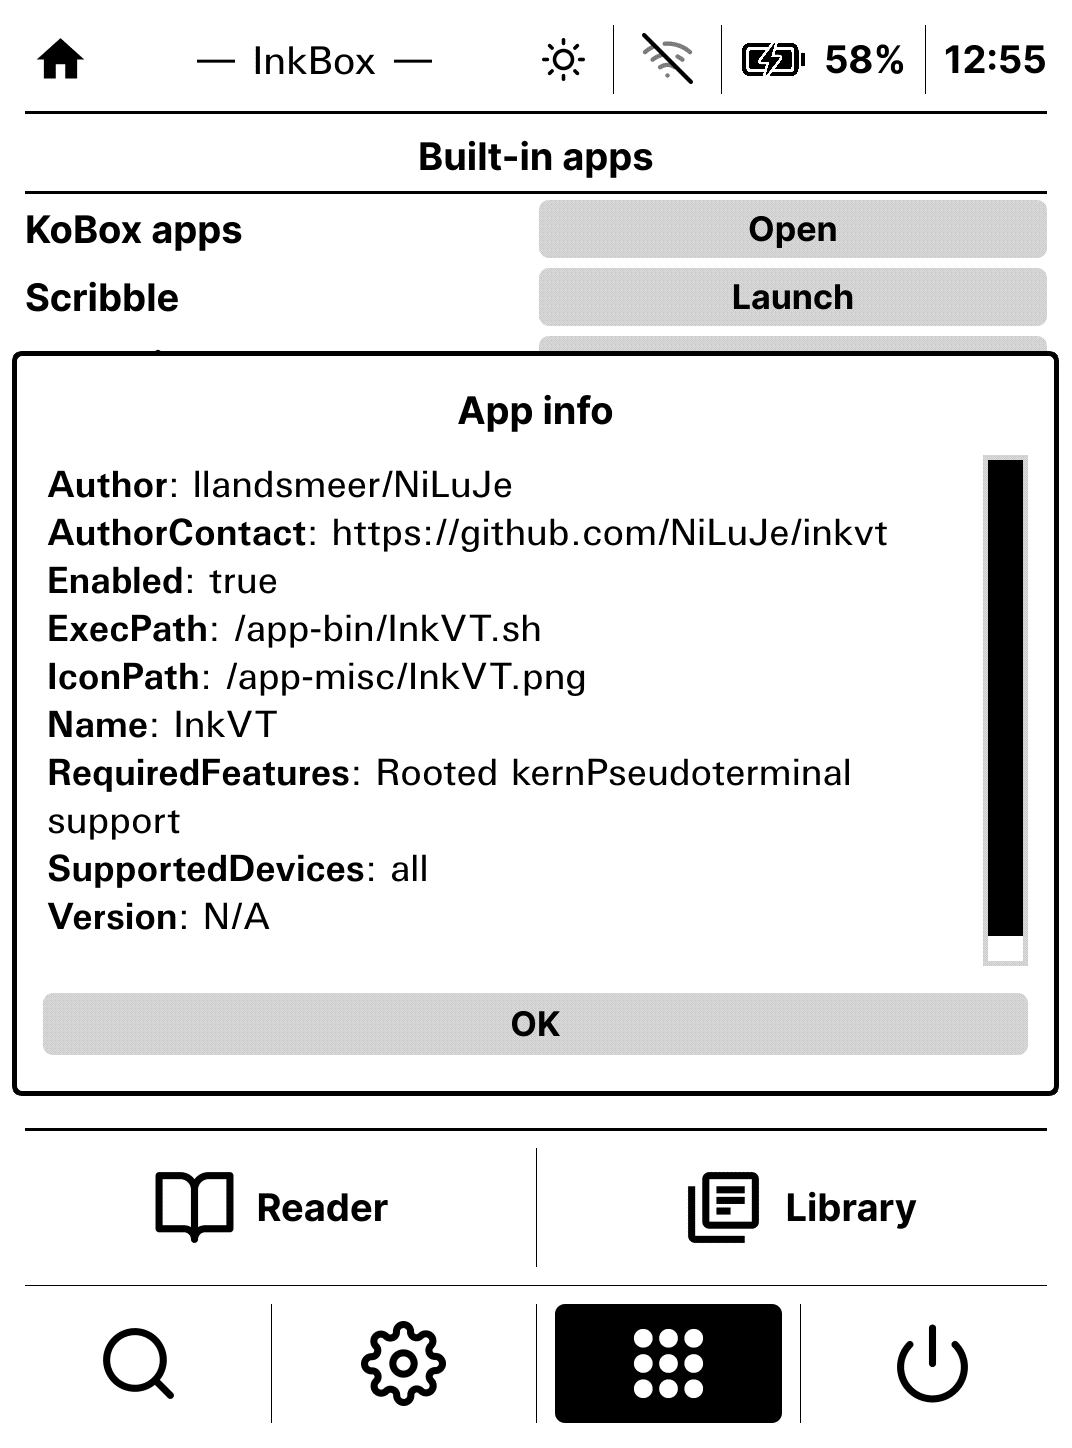 — InkBox — 58% 12:55
Built-in apps
KoBox apps Open
Scribble Launch
App info
Author: llandsmeer/NiLuJe
AuthorContact: https://github.com/NiLuJe/inkvt
Enabled: true
ExecPath: /app-bin/InkVT.sh
IconPath: /app-misc/InkVT.png
Name: InkVT
RequiredFeatures: Rooted kernPseudoterminal
support
SupportedDevices: all
Version: N/A
OK
Reader Library